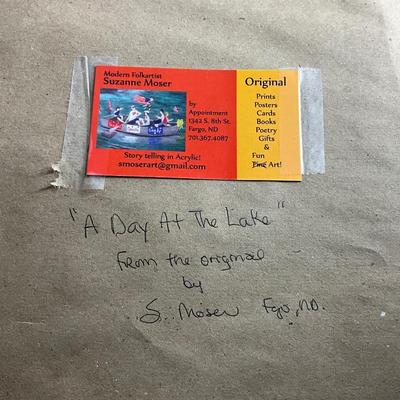 Modern Folkartist
Suzanne Moser
by
Appointment
1342 S. 8th St.
Fargo, ND
701.367.4087
Story telling in Acrylic!
smoserart@gmail.com
Original
Prints
Posters
Cards
Books
Poetry
Gifts
&
Fun
Fine Art!
"A Day At The Lake"
From the original
by
S. Moser Fgo, ND.